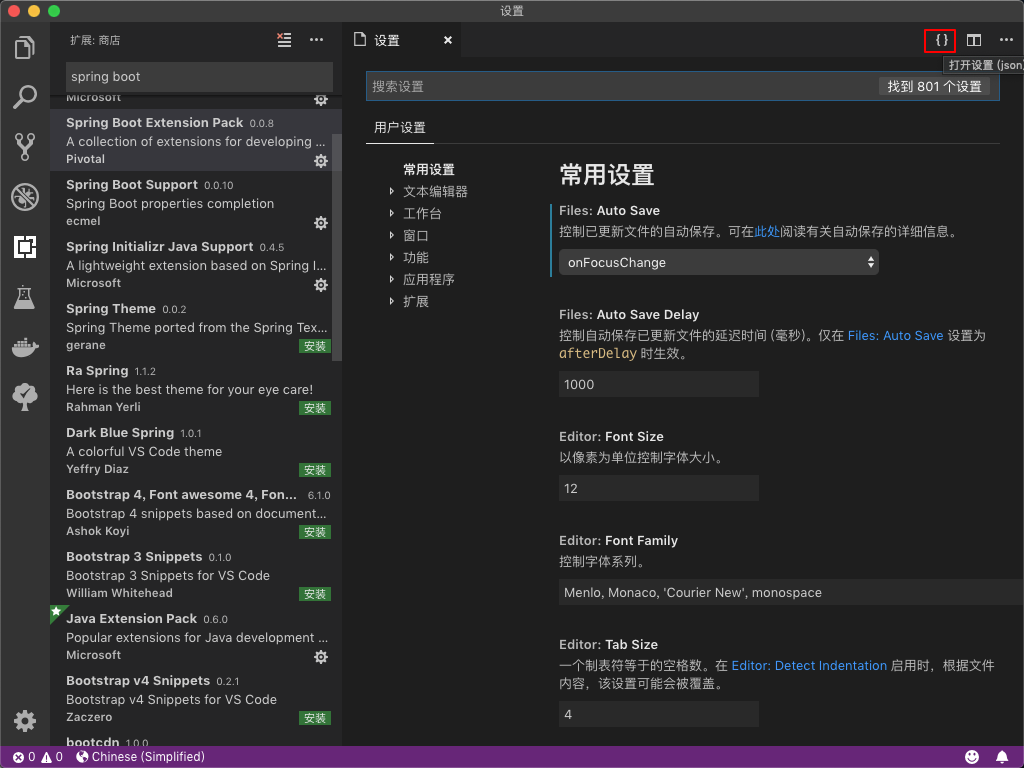 设置
扩展: 商店
spring boot
Microsoft
Spring Boot Extension Pack 0.0.8
A collection of extensions for developing ...
Pivotal
Spring Boot Support 0.0.10
Spring Boot properties completion
ecmel
Spring Initializr Java Support 0.4.5
A lightweight extension based on Spring I...
Microsoft
Spring Theme 0.0.2
Spring Theme ported from the Spring Tex...
gerane 安装
Ra Spring 1.1.2
Here is the best theme for your eye care!
Rahman Yerli 安装
Dark Blue Spring 1.0.1
A colorful VS Code theme
Yeffry Diaz 安装
Bootstrap 4, Font awesome 4, Fon... 6.1.0
Bootstrap 4 snippets based on document...
Ashok Koyi 安装
Bootstrap 3 Snippets 0.1.0
Bootstrap 3 Snippets for VS Code
William Whitehead 安装
Java Extension Pack 0.6.0
Popular extensions for Java development ...
Microsoft
Bootstrap v4 Snippets 0.2.1
Bootstrap v4 Snippets for VS Code
Zaczero 安装
bootcdn 1.0.0
设置
{}
打开设置 (json
搜索设置
找到 801 个设置
用户设置
常用设置
文本编辑器
工作台
窗口
功能
应用程序
扩展
常用设置
Files: Auto Save
控制已更新文件的自动保存。可在此处阅读有关自动保存的详细信息。
onFocusChange
Files: Auto Save Delay
控制自动保存已更新文件的延迟时间 (毫秒)。仅在 Files: Auto Save 设置为
afterDelay 时生效。
1000
Editor: Font Size
以像素为单位控制字体大小。
12
Editor: Font Family
控制字体系列。
Menlo, Monaco, 'Courier New', monospace
Editor: Tab Size
一个制表符等于的空格数。在 Editor: Detect Indentation 启用时，根据文件
内容，该设置可能会被覆盖。
4
0 0 Chinese (Simplified)